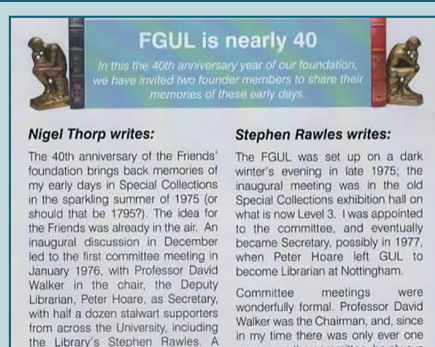 FGUL is nearly 40
In this the 40th anniversary year of our foundation,
we have invited two founder members to share their
memories of these early days.
Nigel Thorp writes:
The 40th anniversary of the Friends'
foundation brings back memories of
my early days in Special Collections
in the sparkling summer of 1975 (or
should that be 1795?). The idea for
the Friends was already in the air. An
inaugural discussion in December
led to the first committee meeting in
January 1976, with Professor David
Walker in the chair, the Deputy
Librarian, Peter Hoare, as Secretary,
with half a dozen stalwart supporters
from across the University, including
the Library's Stephen Rawles. A
Stephen Rawles writes:
The FGUL was set up on a dark
winter's evening in late 1975; the
inaugural meeting was in the old
Special Collections exhibition hall on
what is now Level 3. I was appointed
to the committee, and eventually
became Secretary, possibly in 1977,
when Peter Hoare left GUL to
become Librarian at Nottingham.
Committee meetings were
wonderfully formal. Professor David
Walker was the Chairman, and, since
in my time there was only ever one